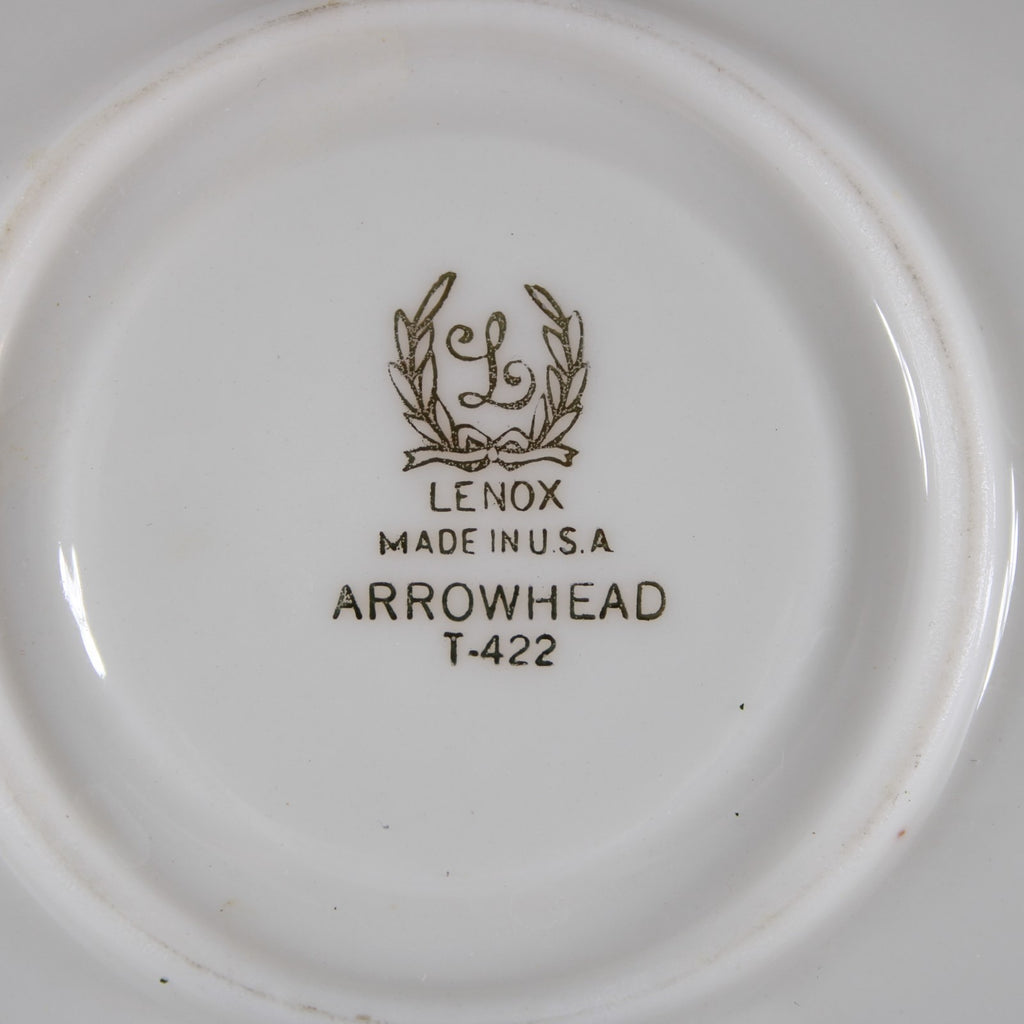 L
LENOX
MADE IN U.S.A
ARROWHEAD
T-422